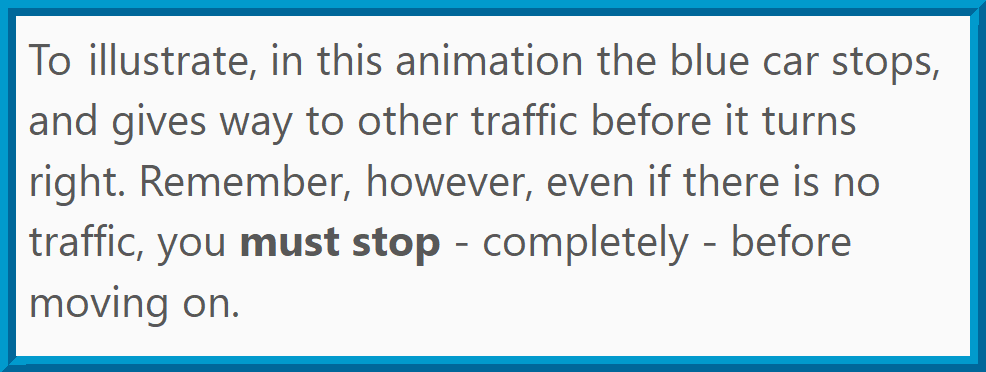 To illustrate, in this animation the blue car stops,
and gives way to other traffic before it turns
right. Remember, however, even if there is no
traffic, you must stop - completely - before
moving on.